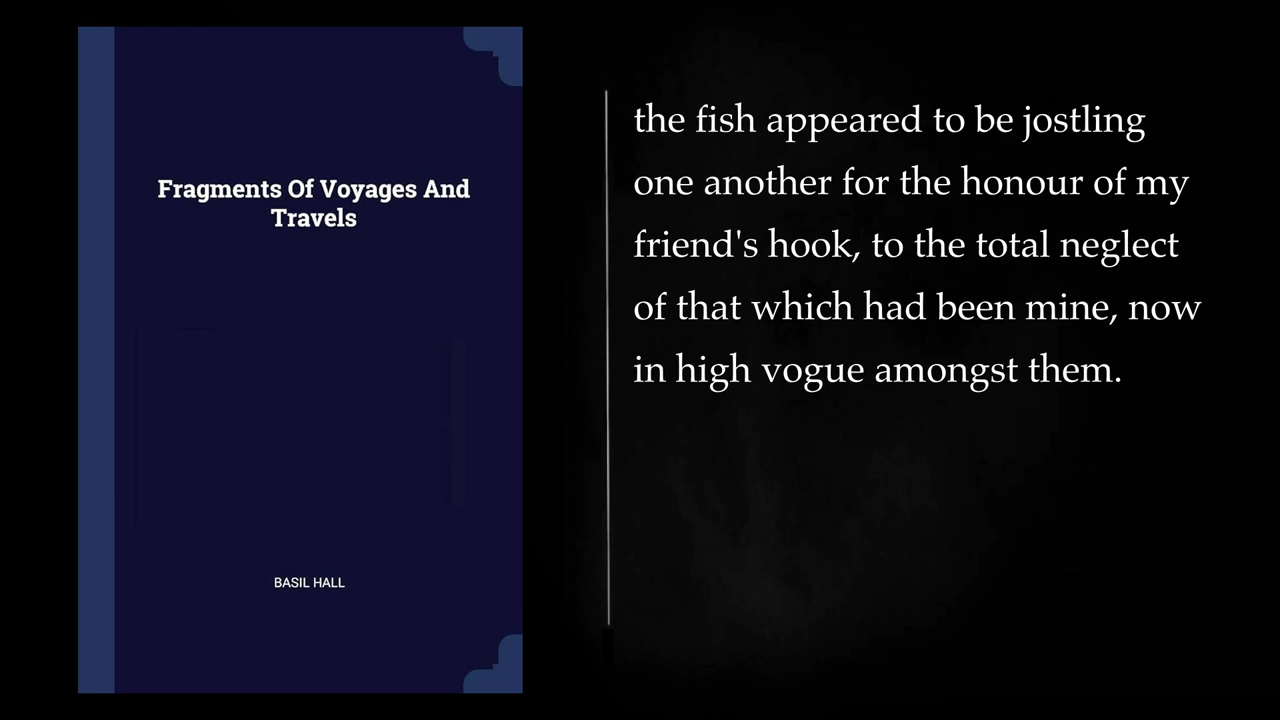 Fragments Of Voyages And
Travels
BASIL HALL
the fish appeared to be jostling
one another for the honour of my
friend's hook, to the total neglect
of that which had been mine, now
in high vogue amongst them.